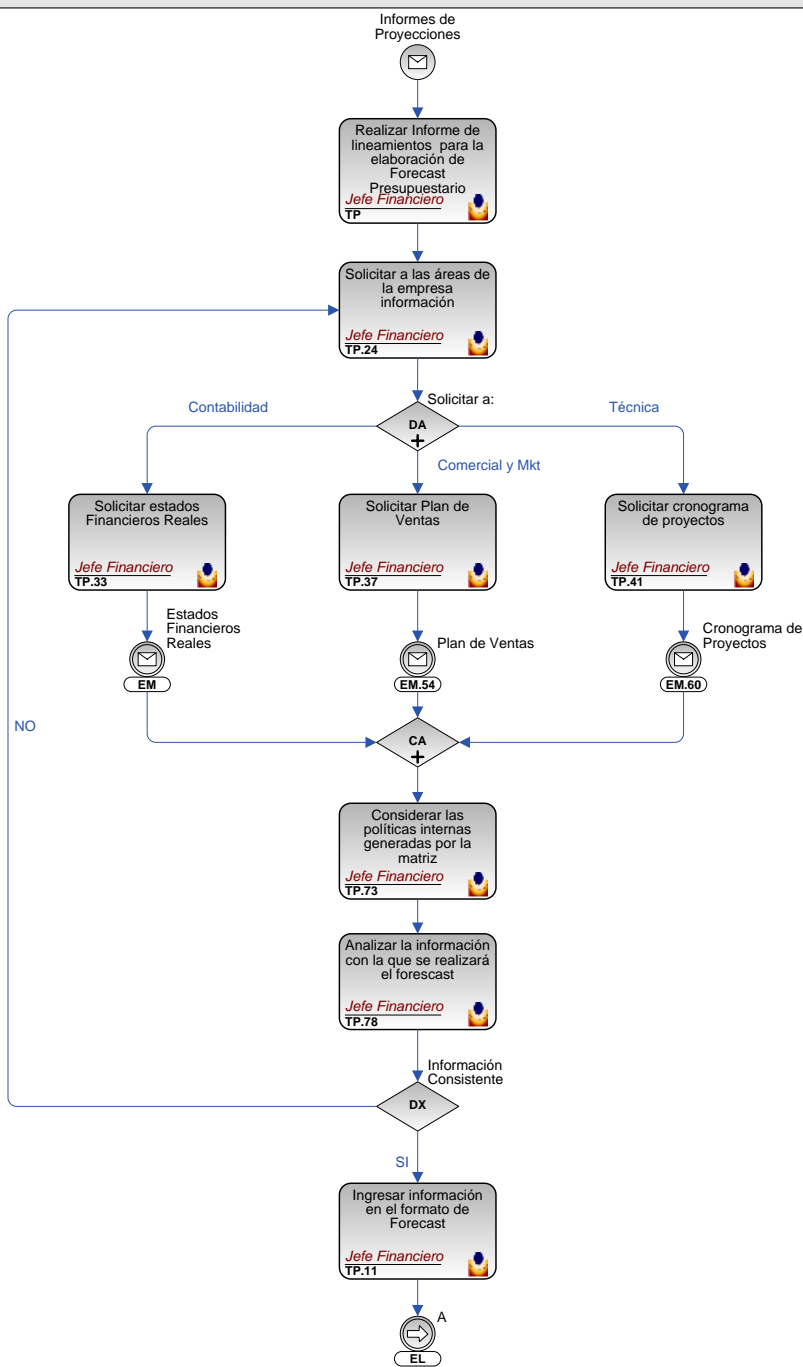 Informes de
Proyecciones
Realizar Informe de
lineamientos para la
elaboración de
Forecast
Presupuestario
Jefe Financiero
TP
Solicitar a las áreas de
la empresa
información
Jefe Financiero
TP.24
Solicitar a:
DA
Contabilidad
Comercial y Mkt
Técnica
Solicitar estados
Financieros Reales
Jefe Financiero
TP.33
Solicitar Plan de
Ventas
Jefe Financiero
TP.37
Solicitar cronograma
de proyectos
Jefe Financiero
TP.41
Estados
Financieros
Reales
EM
Plan de Ventas
EM.54
Cronograma de
Proyectos
EM.60
NO
CA
Considerar las
políticas internas
generadas por la
matriz
Jefe Financiero
TP.73
Analizar la información
con la que se realizará
el forescast
Jefe Financiero
TP.78
Información
Consistente
DX
SI
Ingresar información
en el formato de
Forecast
Jefe Financiero
TP.11
A
EL